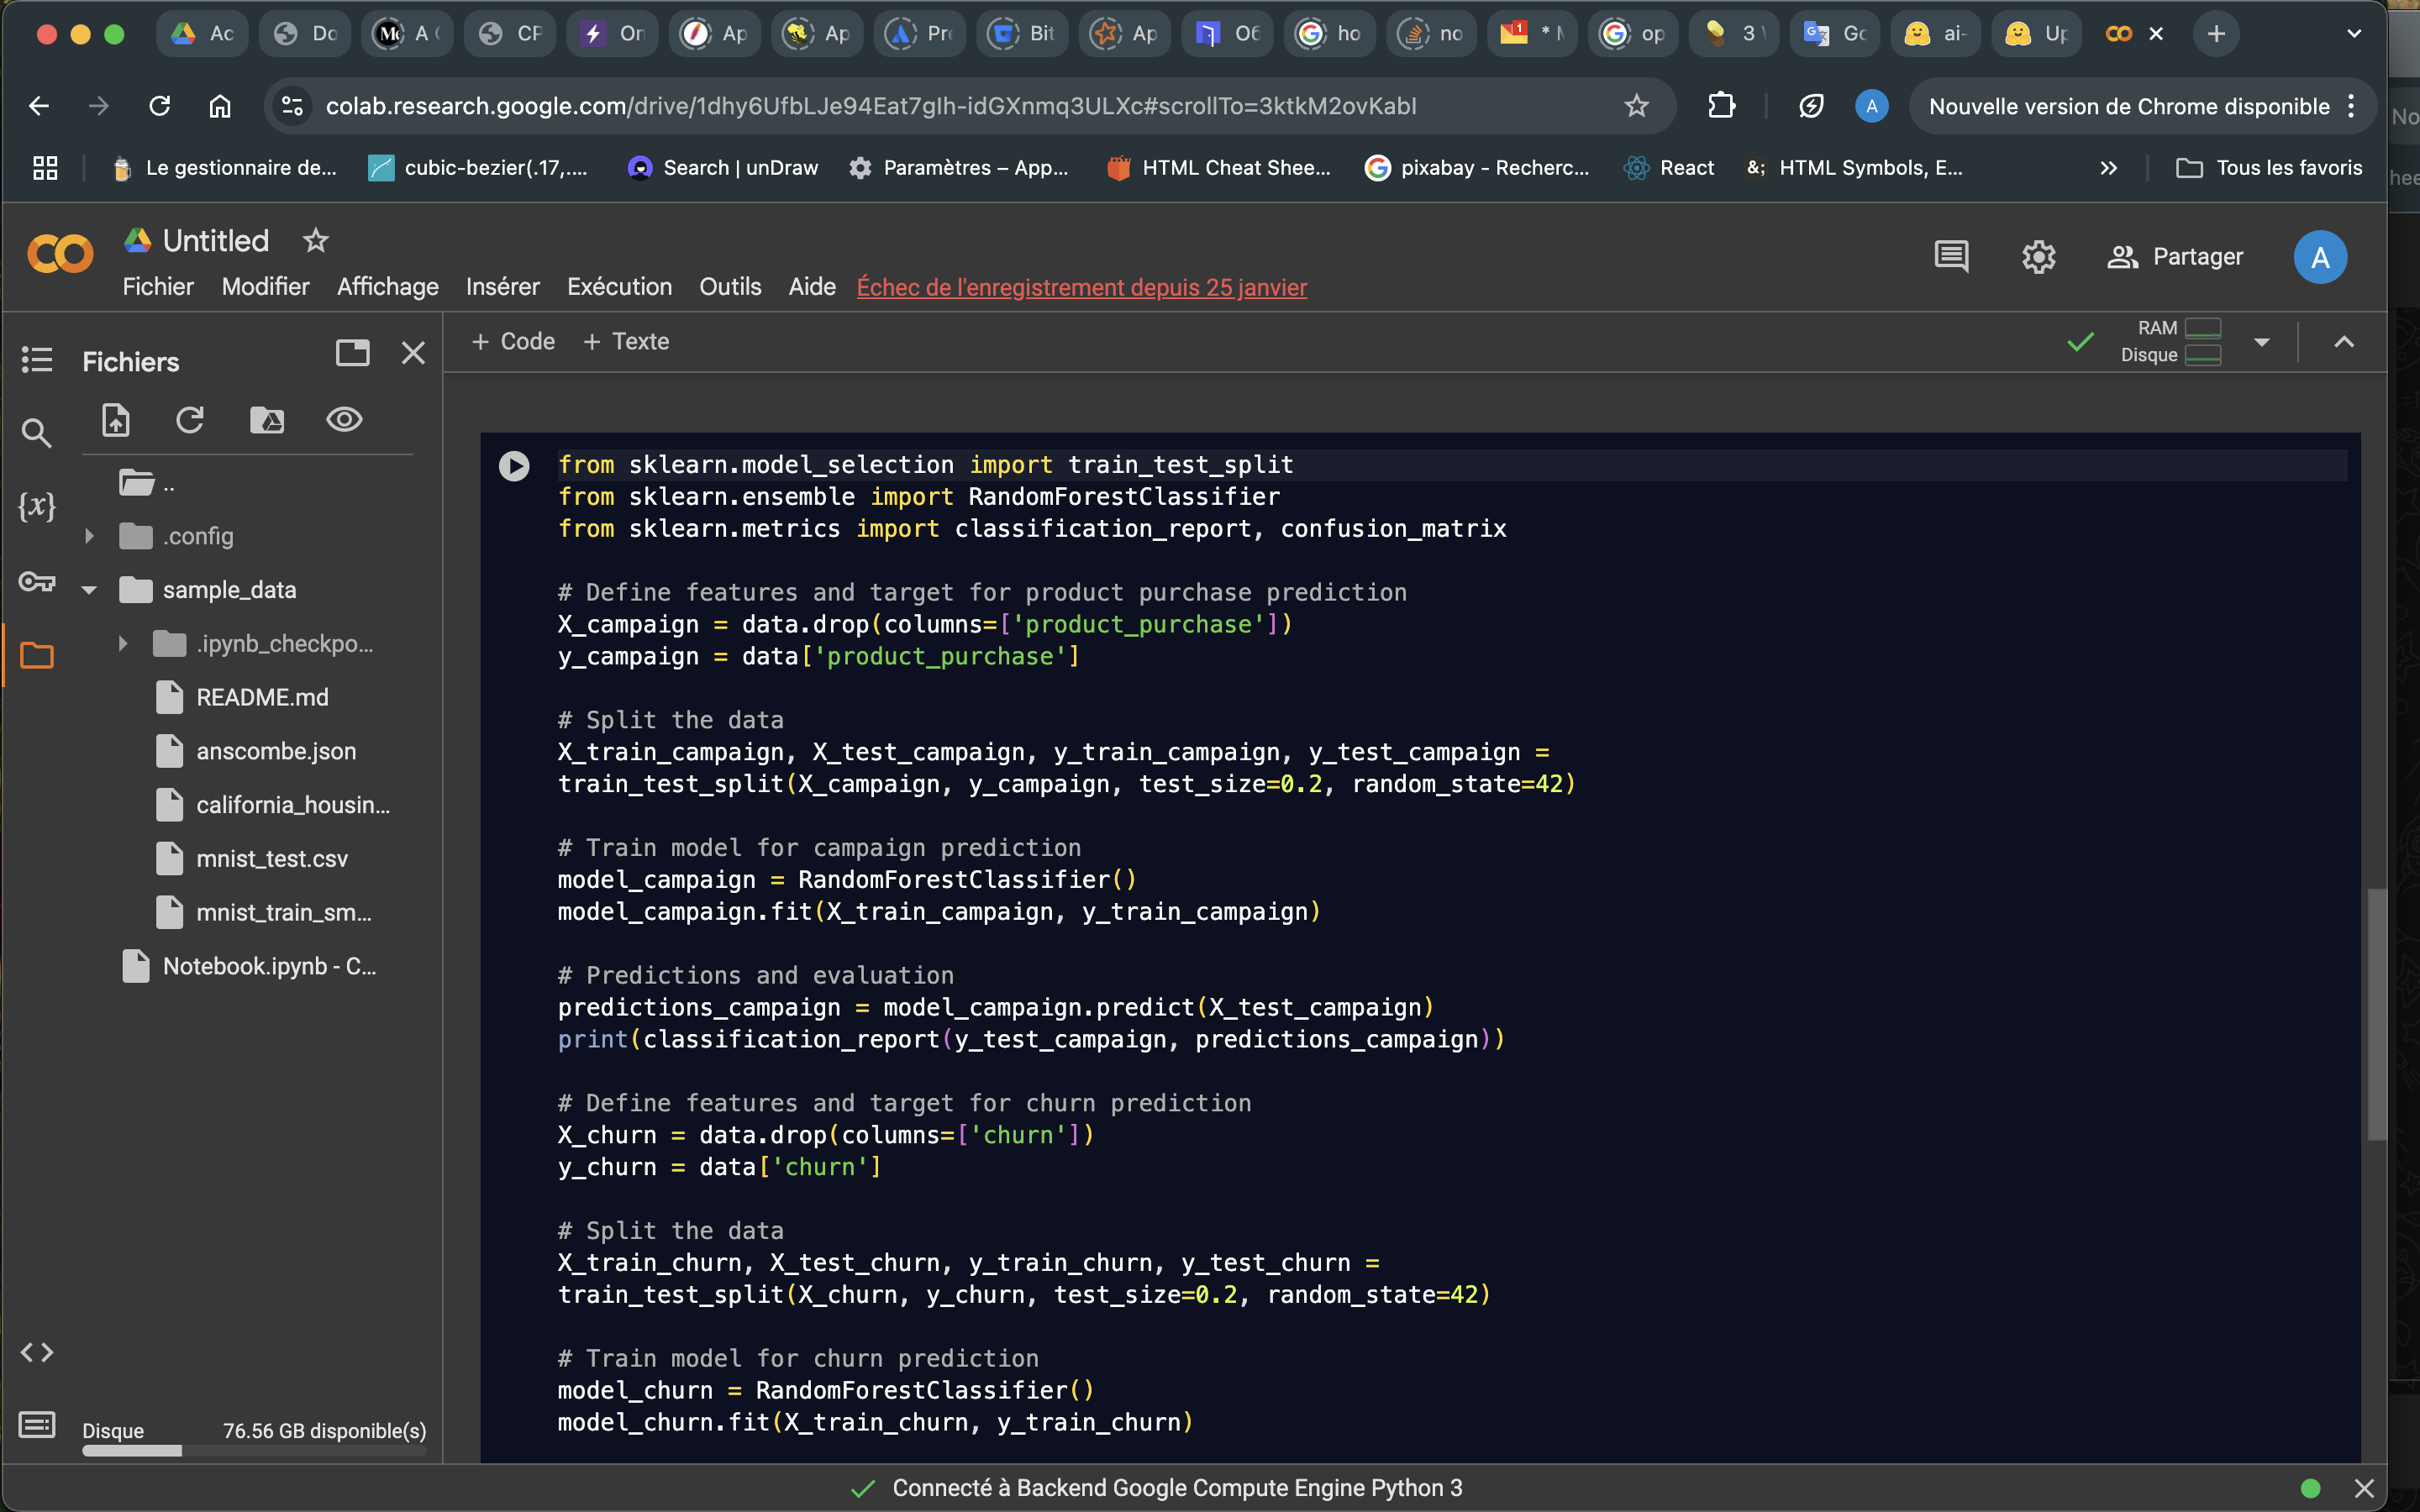 Ac
Do
A
CF
Or
Ap
Ap
Pr
Bit
Ap
O6
ho
no
op
3
Gc
ai-
Up
colab.research.google.com/drive/1dhy6UfbLJe94Eat7gIh-idGXnmq3ULXc#scrollTo=3ktkM2ovKabI
A
Nouvelle version de Chrome disponible
Le gestionnaire de...
cubic-bezier(.17,....
Search | unDraw
Paramètres – App...
HTML Cheat Shee...
pixabay - Recherc...
React
&;
HTML Symbols, E...
Tous les favoris
Untitled
Fichier Modifier Affichage Insérer Exécution Outils Aide Échec de l'enregistrement depuis 25 janvier
Partager
A
Fichiers
+ Code + Texte
RAM
Disque
..
.config
sample_data
.ipynb_checkpo...
README.md
anscombe.json
california_housin...
mnist_test.csv
mnist_train_sm...
Notebook.ipynb - C...
{x}
Disque 76.56 GB disponible(s)
from sklearn.model_selection import train_test_split
from sklearn.ensemble import RandomForestClassifier
from sklearn.metrics import classification_report, confusion_matrix
# Define features and target for product purchase prediction
X_campaign = data.drop(columns=['product_purchase'])
y_campaign = data['product_purchase']
# Split the data
X_train_campaign, X_test_campaign, y_train_campaign, y_test_campaign =
train_test_split(X_campaign, y_campaign, test_size=0.2, random_state=42)
# Train model for campaign prediction
model_campaign = RandomForestClassifier()
model_campaign.fit(X_train_campaign, y_train_campaign)
# Predictions and evaluation
predictions_campaign = model_campaign.predict(X_test_campaign)
print(classification_report(y_test_campaign, predictions_campaign))
# Define features and target for churn prediction
X_churn = data.drop(columns=['churn'])
y_churn = data['churn']
# Split the data
X_train_churn, X_test_churn, y_train_churn, y_test_churn =
train_test_split(X_churn, y_churn, test_size=0.2, random_state=42)
# Train model for churn prediction
model_churn = RandomForestClassifier()
model_churn.fit(X_train_churn, y_train_churn)
Connecté à Backend Google Compute Engine Python 3